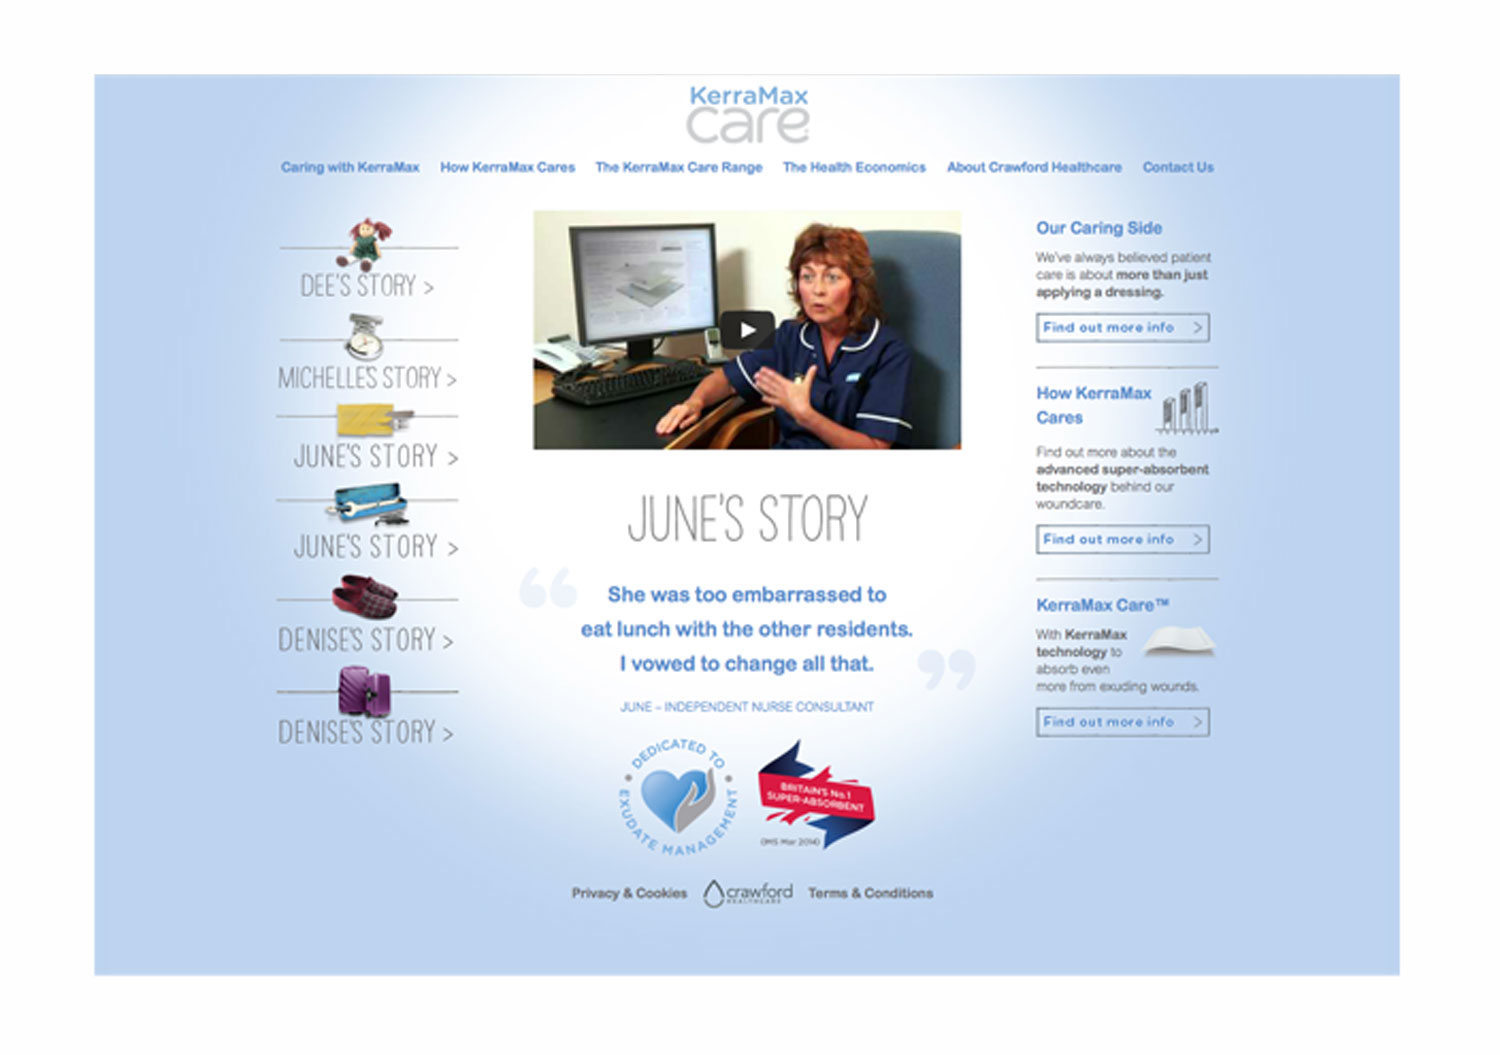 KerraMax
care
Caring with KerraMax
How KerraMax Cares
The KerraMax Care Range
The Health Economics
About Crawford Healthcare
Contact Us
DEE'S STORY >
MICHELLE'S STORY >
JUNE'S STORY >
JUNE'S STORY >
DENISE'S STORY >
DENISE'S STORY >
JUNE'S STORY
“ She was too embarrassed to
eat lunch with the other residents.
I vowed to change all that. ”
JUNE – INDEPENDENT NURSE CONSULTANT
DEDICATED TO
EXUDATE MANAGEMENT
BRITAIN'S No.1
SUPER-ABSORBENT
(IMS Mar 2014)
Our Caring Side
We've always believed patient
care is about more than just
applying a dressing.
Find out more info >
How KerraMax
Cares
Find out more about the
advanced super-absorbent
technology behind our
woundcare.
Find out more info >
KerraMax Care™
With KerraMax
technology to
absorb even
more from exuding wounds.
Find out more info >
Privacy & Cookies
crawford
HEALTHCARE
Terms & Conditions